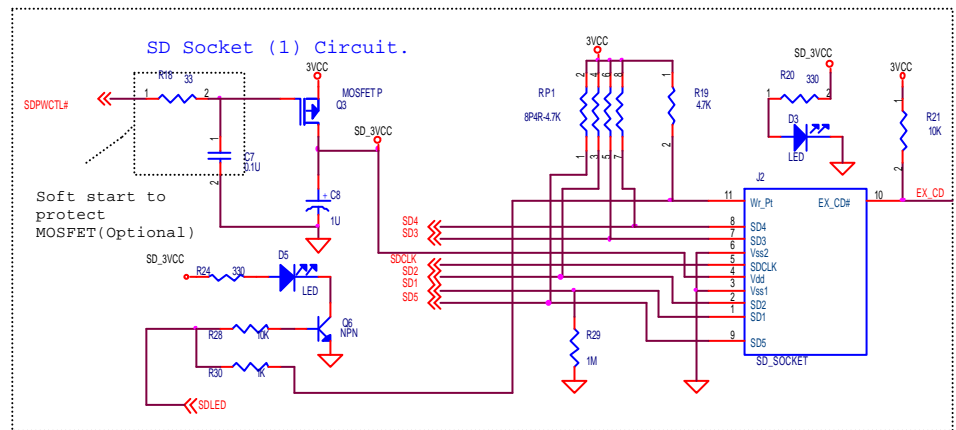 SD Socket (1) Circuit.
R18
33
1
2
SDPWCTL#
3VCC
MOSFET P
Q3
SD_3VCC
1
C7
0.1U
2
+
C8
1U
Soft start to
protect
MOSFET(Optional)
SD_3VCC
R24
330
D5
LED
Q6
NPN
R28
10K
R30
1K
SDLED
3VCC
2
4
6
8
RP1
8P4R-4.7K
1
3
5
7
1
R19
4.7K
2
SD_3VCC
R20
330
1
2
D3
LED
3VCC
1
R21
10K
2
SD4
SD3
SDCLK
SD2
SD1
SD5
R29
1M
J2
11
Wr_Pt
EX_CD#
10
EX_CD
8
SD4
7
SD3
6
Vss2
5
SDCLK
4
Vdd
3
Vss1
2
SD2
1
SD1
9
SD5
SD_SOCKET